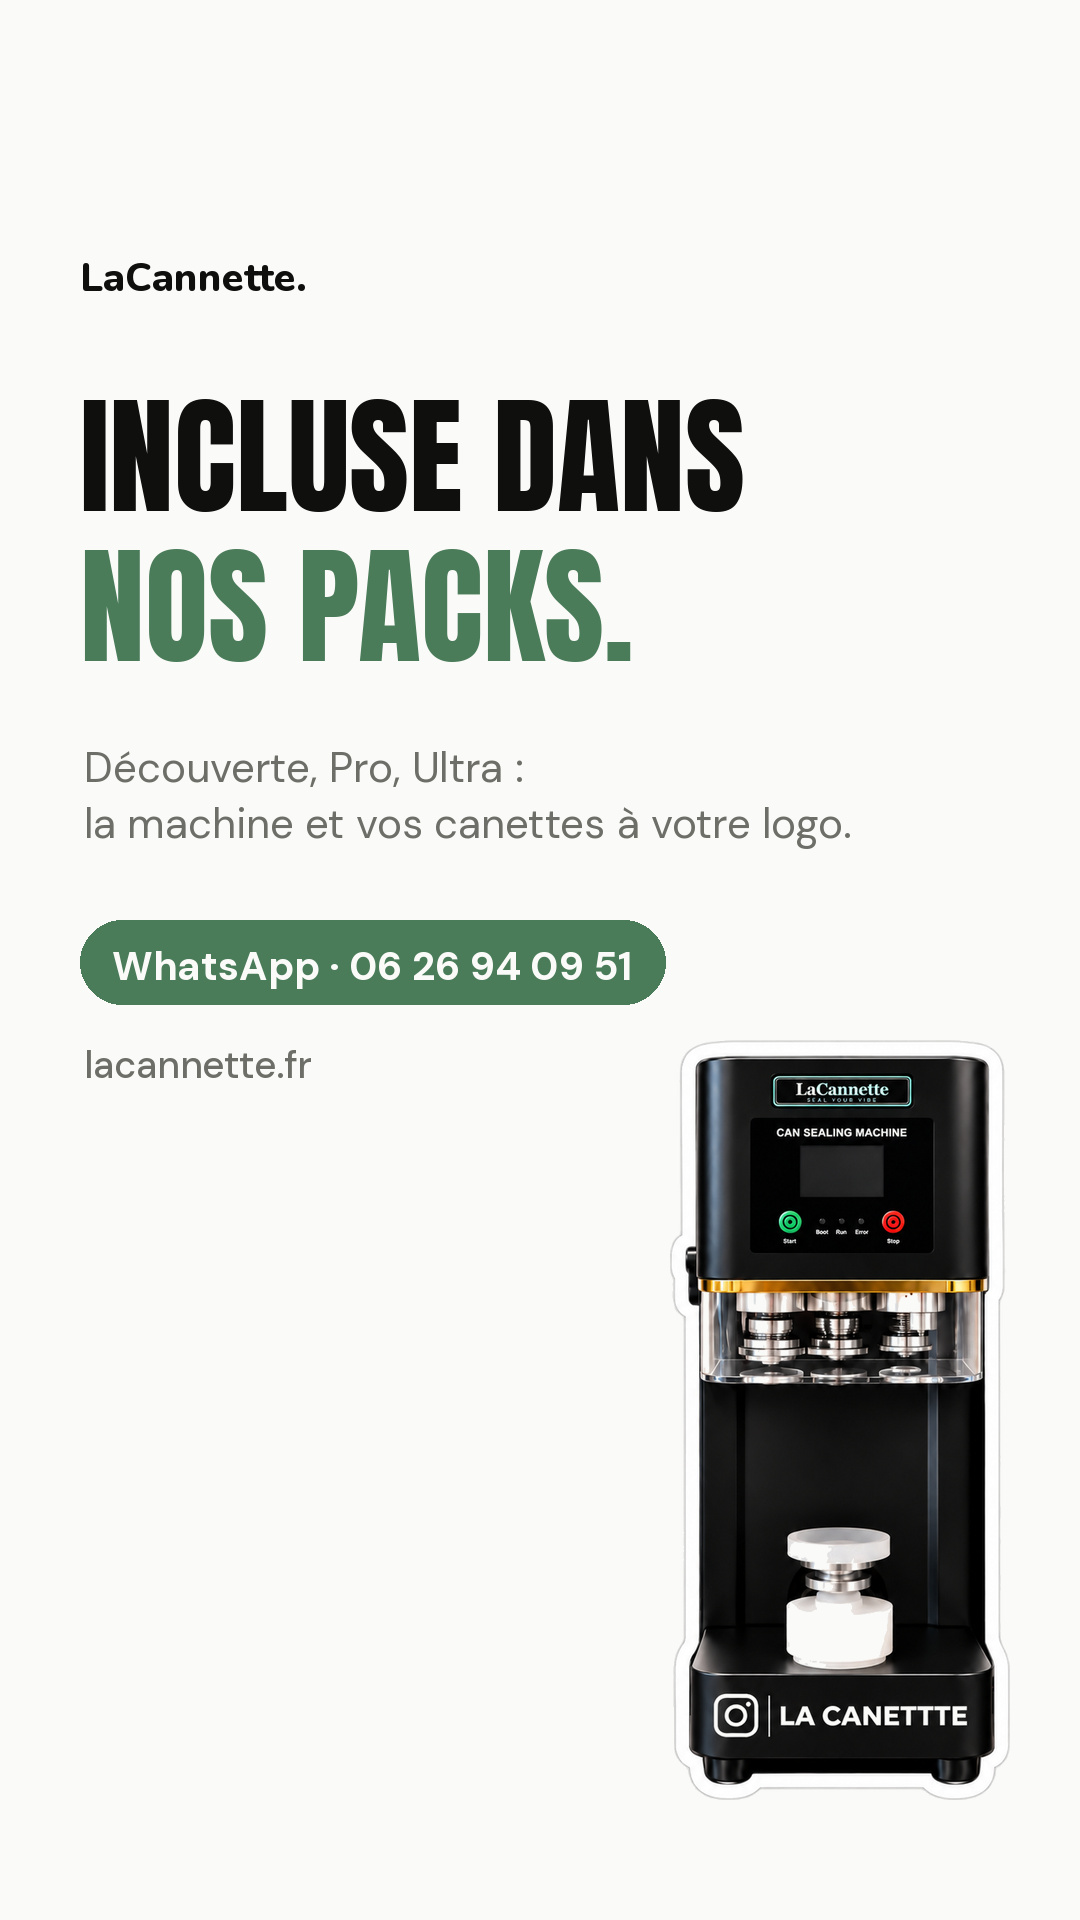 LaCannette.
INCLUSE DANS
NOS PACKS.
Découverte, Pro, Ultra :
la machine et vos canettes à votre logo.
WhatsApp · 06 26 94 09 51
lacannette.fr
LaCannette
SEAL YOUR VIBE
CAN SEALING MACHINE
Start Boot Run Error Stop
LA CANETTTE